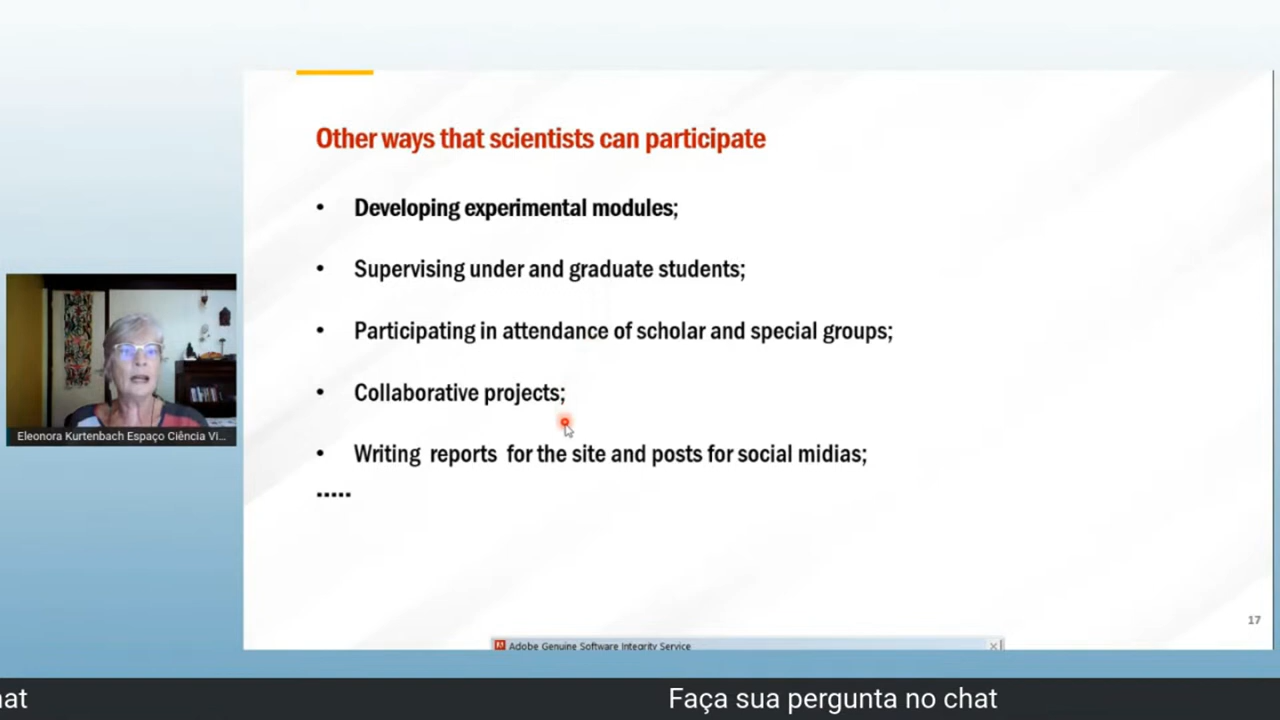 Other ways that scientists can participate
• Developing experimental modules;
• Supervising under and graduate students;
• Participating in attendance of scholar and special groups;
• Collaborative projects;
• Writing reports for the site and posts for social midias;
.....
Eleonora Kurtenbach Espaço Ciência Vi...
17
Adobe Genuine Software Integrity Service
hat
Faça sua pergunta no chat